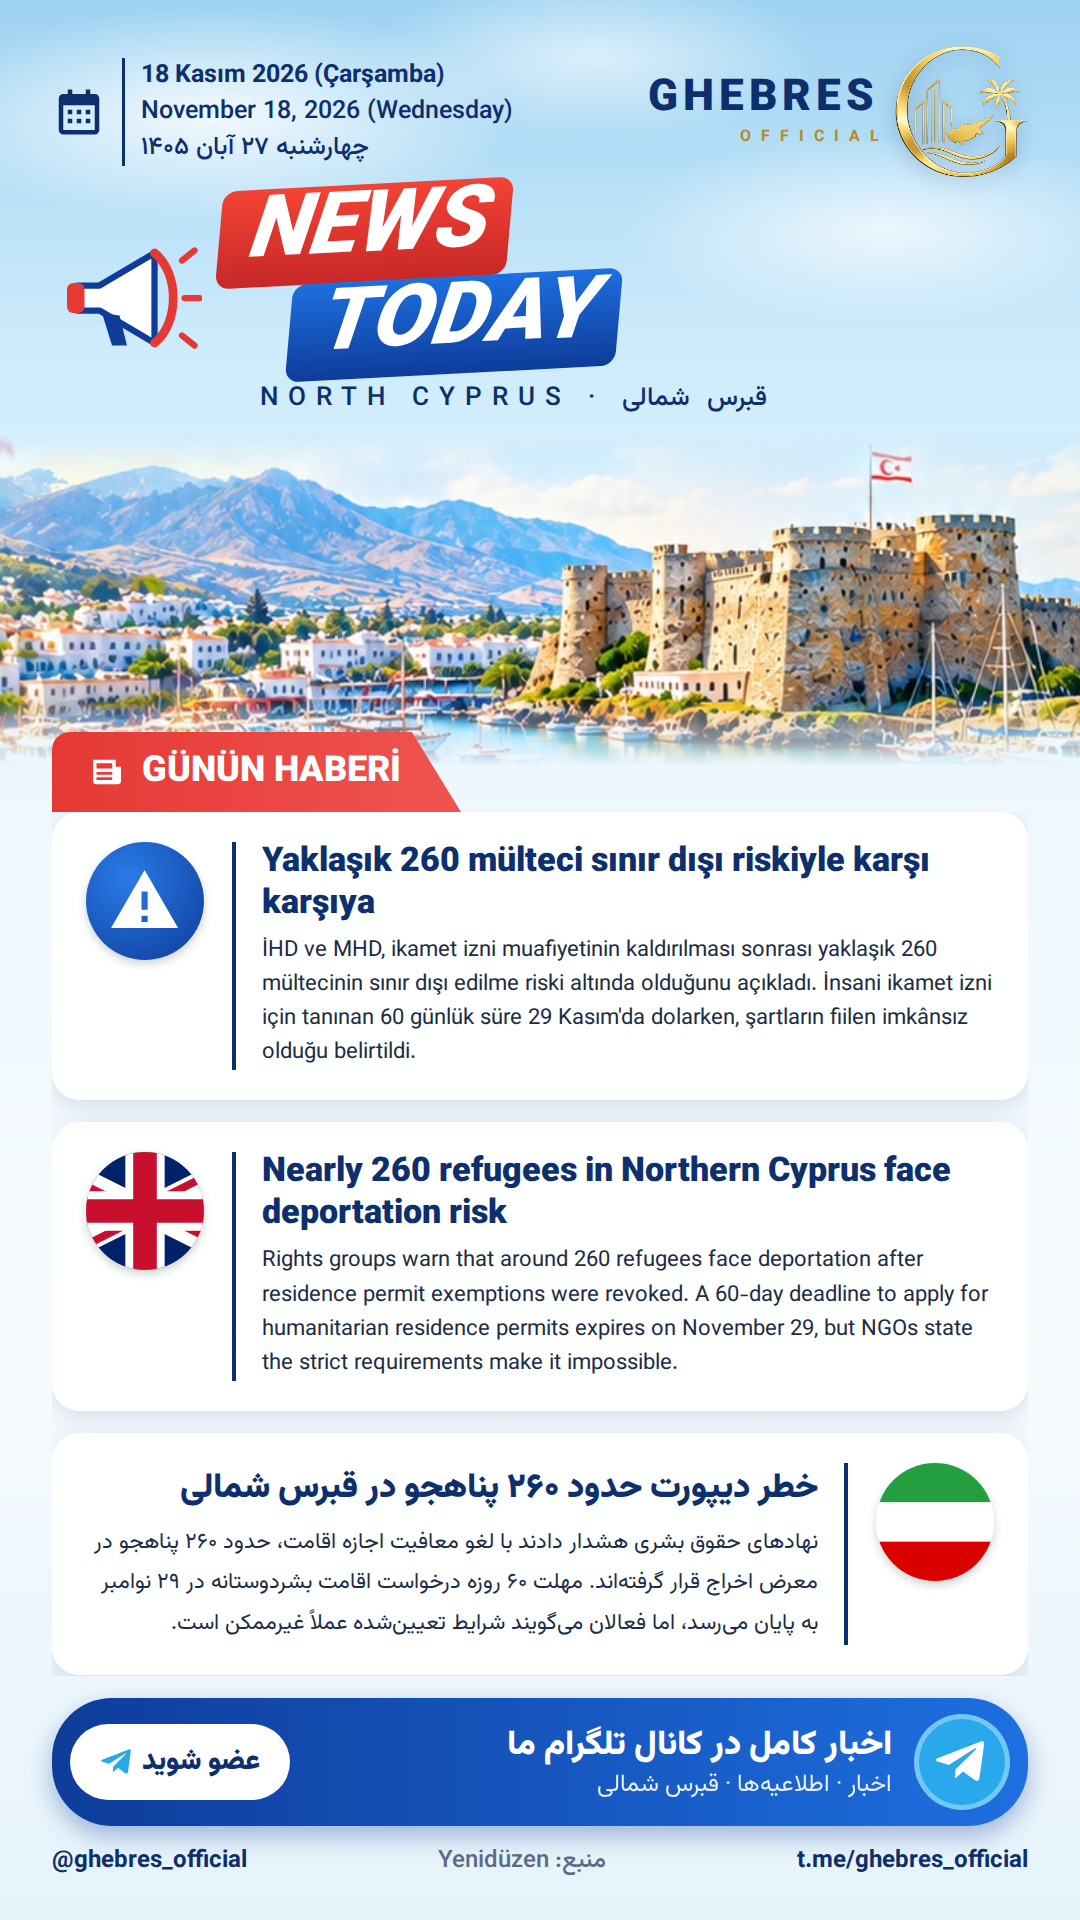 18 Kasım 2026 (Çarşamba)
November 18, 2026 (Wednesday)
چهارشنبه ۲۷ آبان ۱۴۰۵
GHEBRES
OFFICIAL
NEWS
TODAY
NORTH CYPRUS · قبرس شمالی
GÜNÜN HABERİ
Yaklaşık 260 mülteci sınır dışı riskiyle karşı
karşıya
İHD ve MHD, ikamet izni muafiyetinin kaldırılması sonrası yaklaşık 260
mültecinin sınır dışı edilme riski altında olduğunu açıkladı. İnsani ikamet izni
için tanınan 60 günlük süre 29 Kasım'da dolarken, şartların fiilen imkânsız
olduğu belirtildi.
Nearly 260 refugees in Northern Cyprus face
deportation risk
Rights groups warn that around 260 refugees face deportation after
residence permit exemptions were revoked. A 60-day deadline to apply for
humanitarian residence permits expires on November 29, but NGOs state
the strict requirements make it impossible.
خطر دیپورت حدود ۲۶۰ پناهجو در قبرس شمالی
نهادهای حقوق بشری هشدار دادند با لغو معافیت اجازه اقامت، حدود ۲۶۰ پناهجو در
معرض اخراج قرار گرفته‌اند. مهلت ۶۰ روزه درخواست اقامت بشردوستانه در ۲۹ نوامبر
به پایان می‌رسد، اما فعالان می‌گویند شرایط تعیین‌شده عملاً غیرممکن است.
اخبار کامل در کانال تلگرام ما
اخبار · اطلاعیه‌ها · قبرس شمالی
عضو شوید
@ghebres_official
منبع: Yenidüzen
t.me/ghebres_official